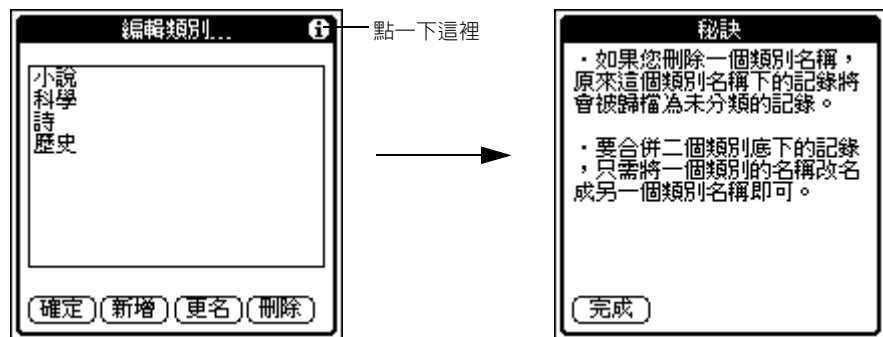 編輯類別...
點一下這裡
小說
科學
詩
歷史
確定 新增 更名 刪除
秘訣
・如果您刪除一個類別名稱，
原來這個類別名稱下的記錄將
會被歸檔為未分類的記錄。
・要合併二個類別底下的記錄
，只需將一個類別的名稱改名
成另一個類別名稱即可。
完成